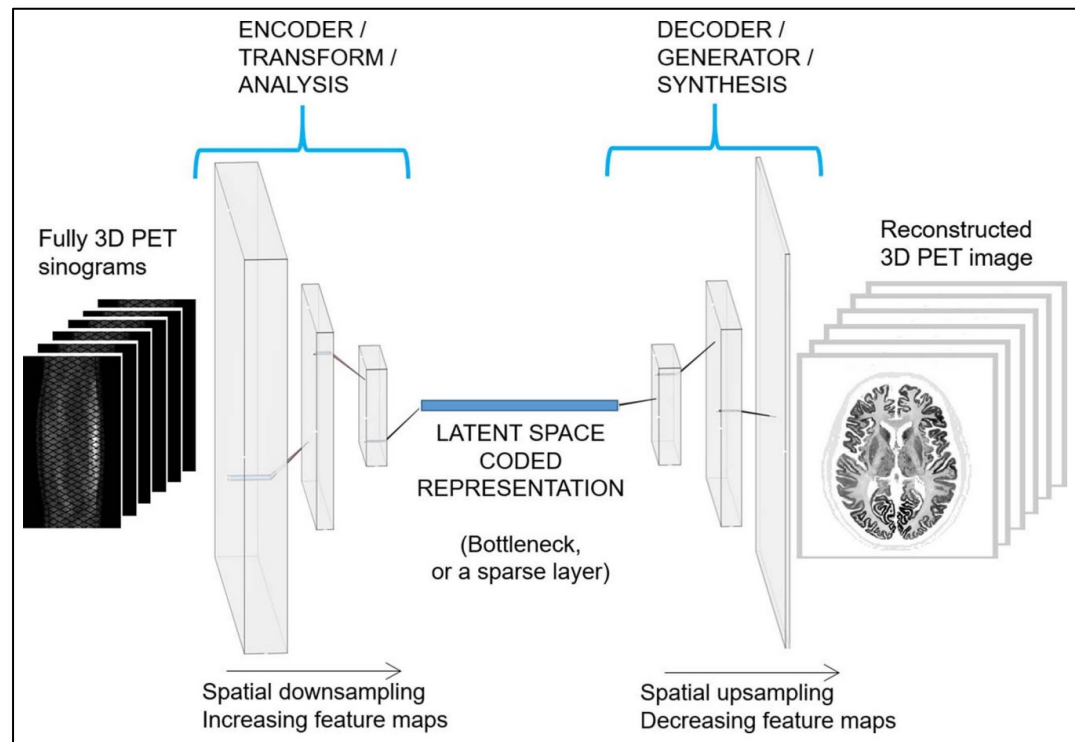 ENCODER /
TRANSFORM /
ANALYSIS
DECODER /
GENERATOR /
SYNTHESIS
Fully 3D PET
sinograms
Reconstructed
3D PET image
LATENT SPACE
CODED
REPRESENTATION
(Bottleneck,
or a sparse layer)
Spatial downsampling
Increasing feature maps
Spatial upsampling
Decreasing feature maps